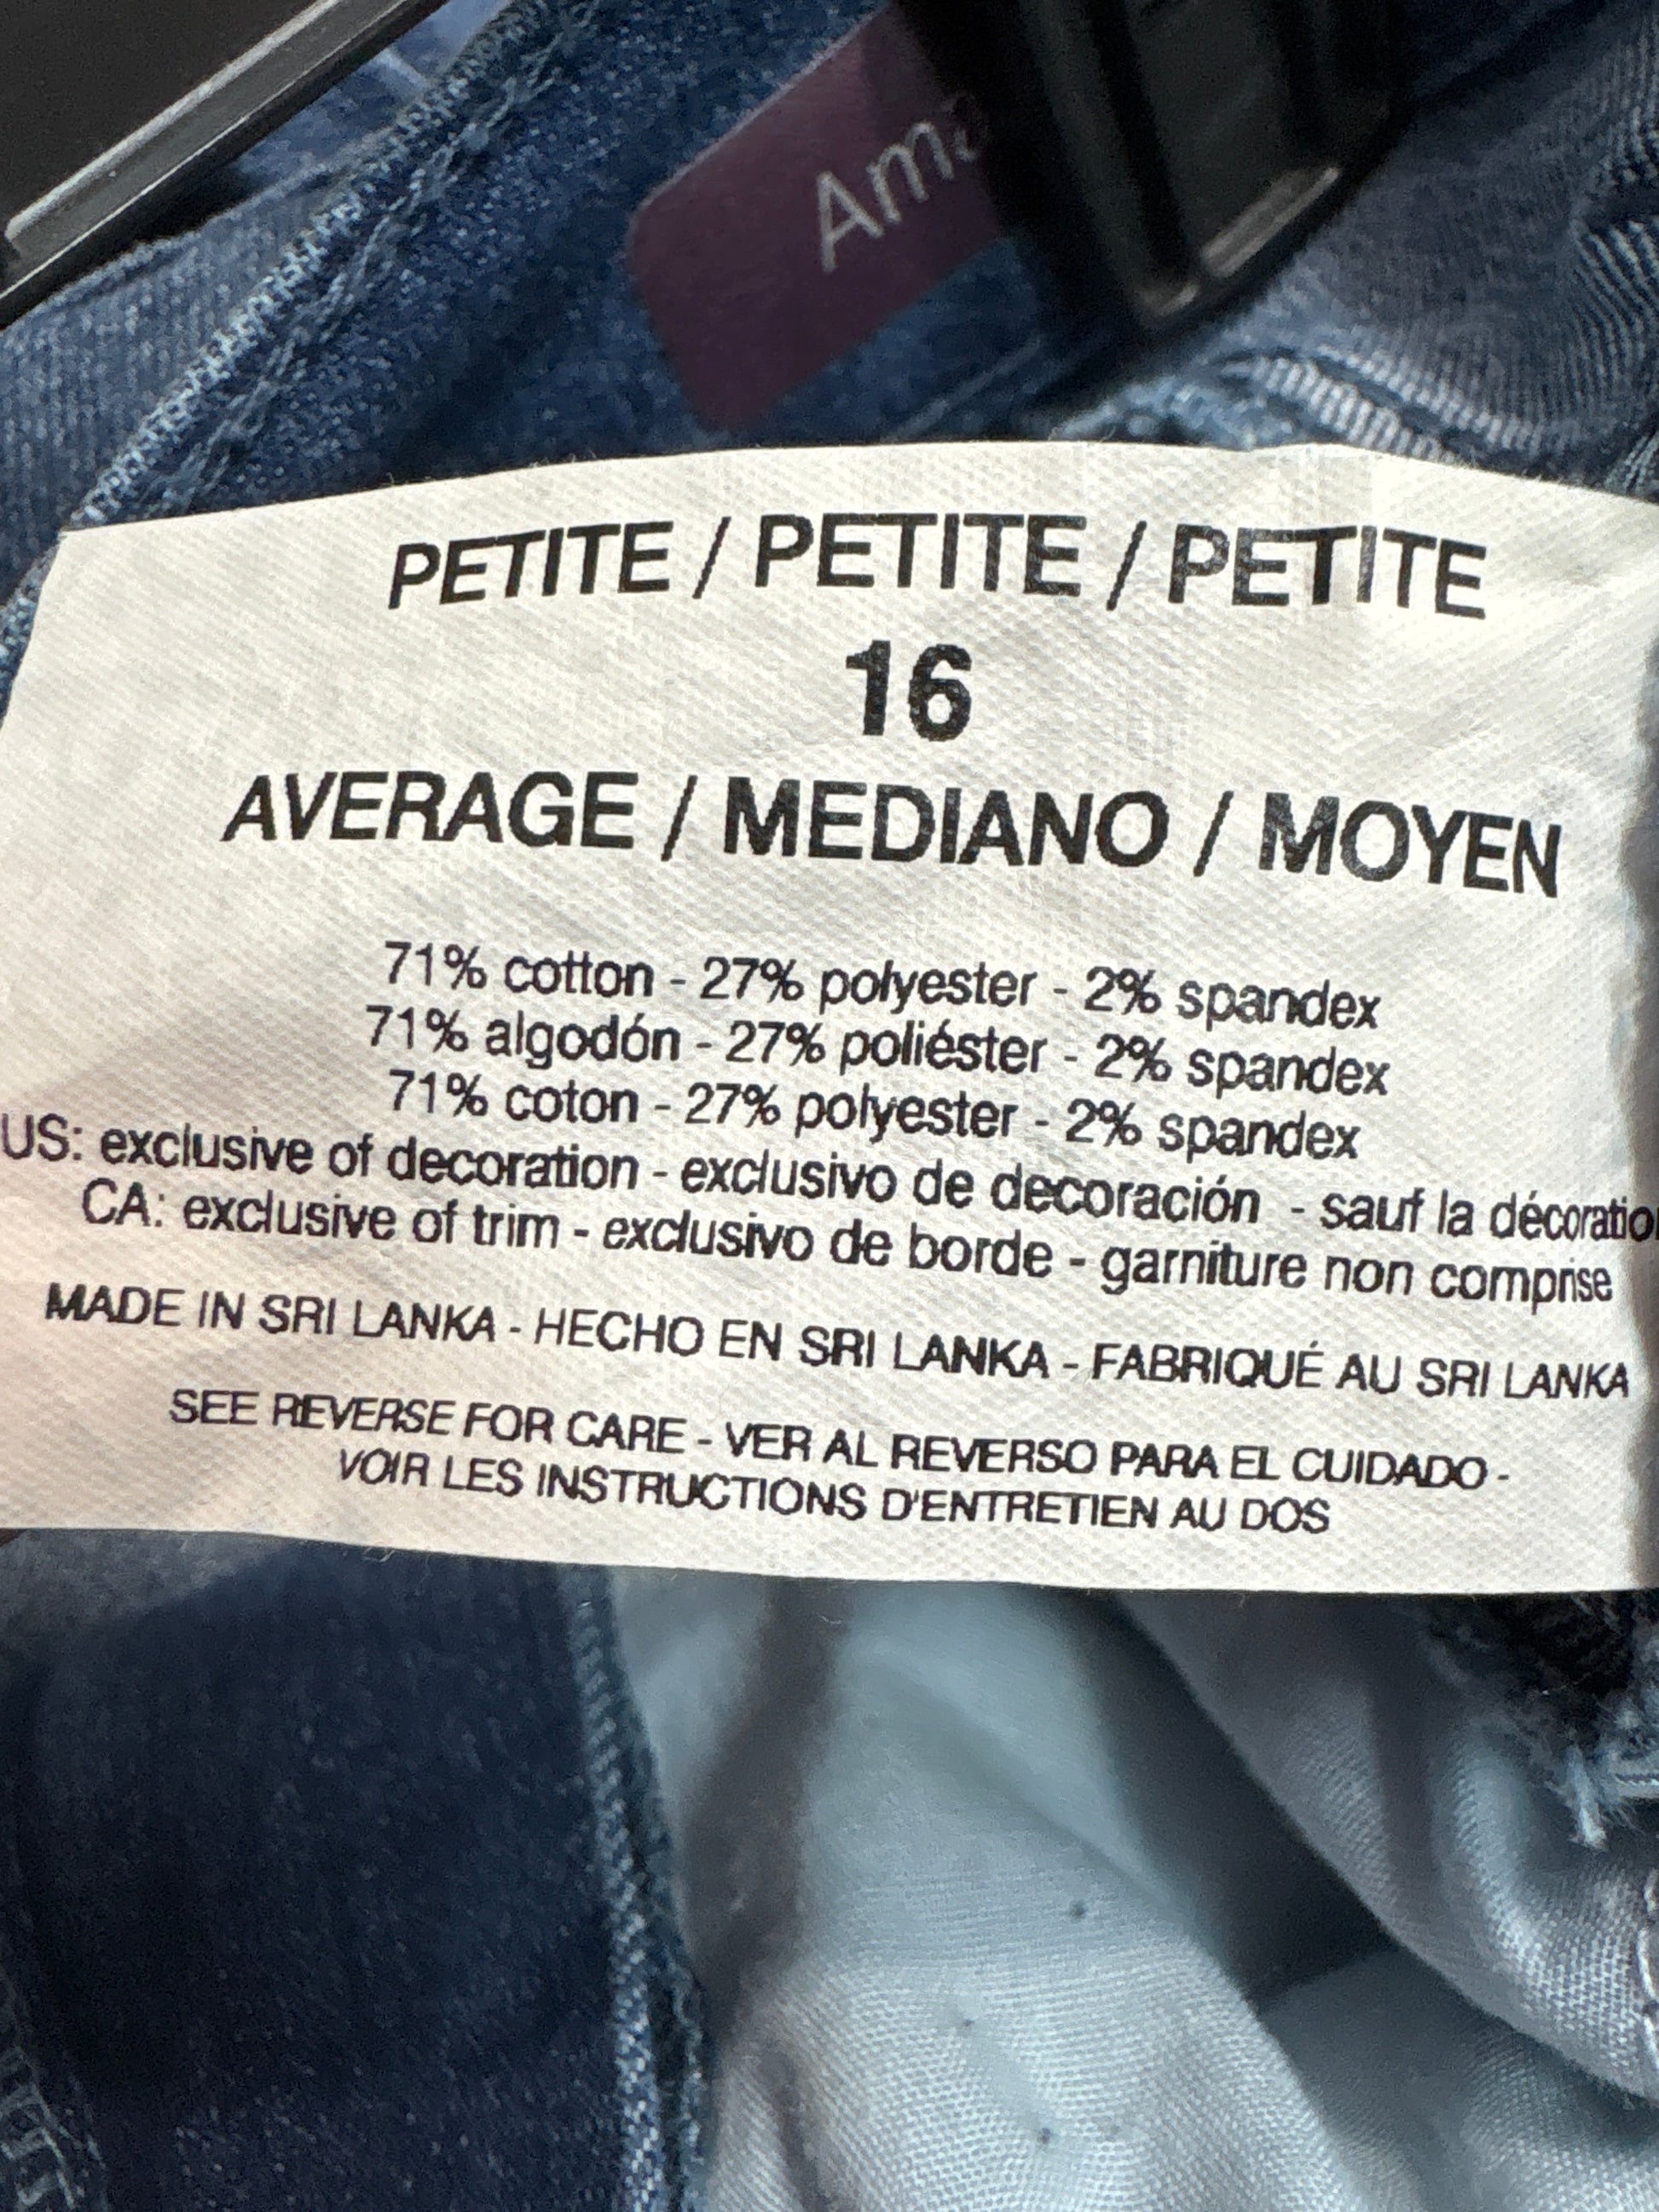 PETITE / PETITE / PETITE
16
AVERAGE / MEDIANO / MOYEN
71% cotton - 27% polyester - 2% spandex
71% algodón - 27% poliéster - 2% spandex
71% coton - 27% polyester - 2% spandex
US: exclusive of decoration - exclusivo de decoración - sauf la décoratio
CA: exclusive of trim - exclusivo de borde - garniture non comprise
MADE IN SRI LANKA - HECHO EN SRI LANKA - FABRIQUÉ AU SRI LANKA
SEE REVERSE FOR CARE - VER AL REVERSO PARA EL CUIDADO -
VOIR LES INSTRUCTIONS D'ENTRETIEN AU DOS